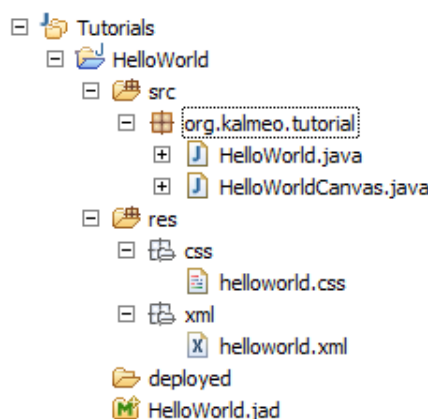 Tutorials
HelloWorld
src
org.kalmeo.tutorial
HelloWorld.java
HelloWorldCanvas.java
res
css
helloworld.css
xml
helloworld.xml
deployed
HelloWorld.jad